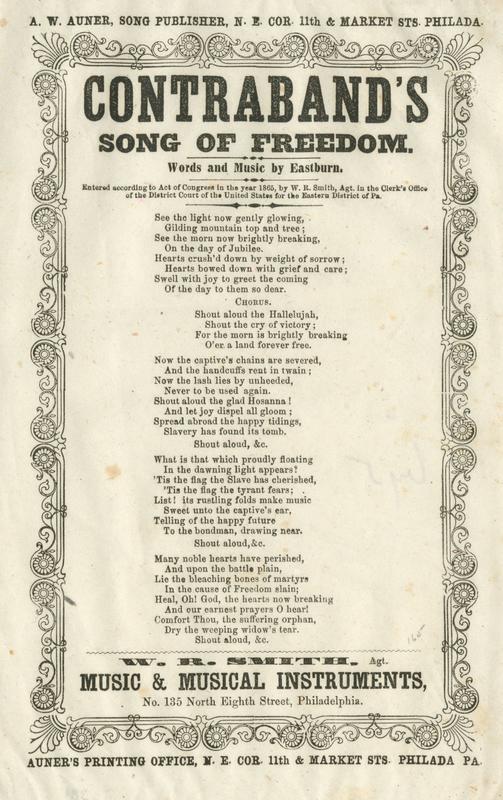 A. W. AUNER, SONG PUBLISHER, N. E. COR. 11th & MARKET STS. PHILADA.
CONTRABAND'S
SONG OF FREEDOM.
Words and Music by Eastburn.
Entered according to Act of Congress in the year 1865, by W. R. Smith, Agt. in the Clerk's Office
of the District Court of the United States for the Eastern District of Pa.
See the light now gently glowing,
Gilding mountain top and tree;
See the morn now brightly breaking,
On the day of Jubilee.
Hearts crush'd down by weight of sorrow;
Hearts bowed down with grief and care;
Swell with joy to greet the coming
Of the day to them so dear.
CHORUS.
Shout aloud the Hallelujah,
Shout the cry of victory;
For the morn is brightly breaking
O'er a land forever free.
Now the captive's chains are severed,
And the handcuffs rent in twain;
Now the lash lies by unheeded,
Never to be used again.
Shout aloud the glad Hosanna!
And let joy dispel all gloom;
Spread abroad the happy tidings,
Slavery has found its tomb.
Shout aloud, &c.
What is that which proudly floating
In the dawning light appears?
'Tis the flag the Slave has cherished,
'Tis the flag the tyrant fears;
List! its rustling folds make music
Sweet unto the captive's ear,
Telling of the happy future
To the bondman, drawing near.
Shout aloud, &c.
Many noble hearts have perished,
And upon the battle plain,
Lie the bleaching bones of martyrs
In the cause of Freedom slain;
Heal, Oh! God, the hearts now breaking
And our earnest prayers O hear!
Comfort Thou, the suffering orphan,
Dry the weeping widow's tear.
Shout aloud, &c.
W. R. SMITH. Agt.
MUSIC & MUSICAL INSTRUMENTS,
No. 135 North Eighth Street, Philadelphia.
AUNER'S PRINTING OFFICE, N. E. COR. 11th & MARKET STS. PHILADA PA.